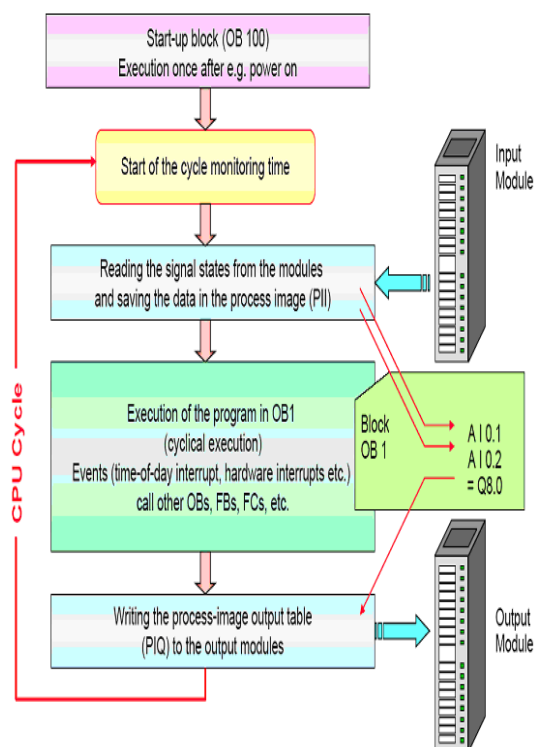 Start-up block (OB 100)
Execution once after e.g. power on
Start of the cycle monitoring time
Input
Module
Reading the signal states from the modules
and saving the data in the process image (PII)
CPU Cycle
Execution of the program in OB1
(cyclical execution)
Events (time-of-day interrupt, hardware interrupts etc.)
call other OBs, FBs, FCs, etc.
Block
OB 1
A I 0.1
A I 0.2
= Q8.0
Writing the process-image output table
(PIQ) to the output modules
Output
Module